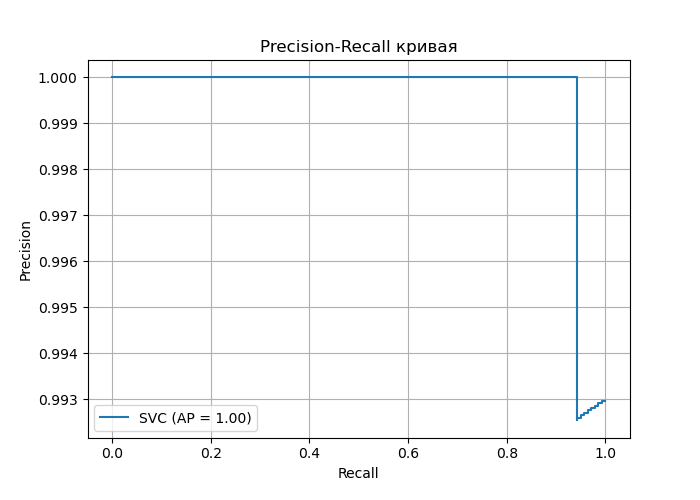 Precision-Recall кривая
1.000
0.999
0.998
0.997
0.996
0.995
0.994
0.993
Precision
SVC (AP = 1.00)
0.0 0.2 0.4 0.6 0.8 1.0
Recall